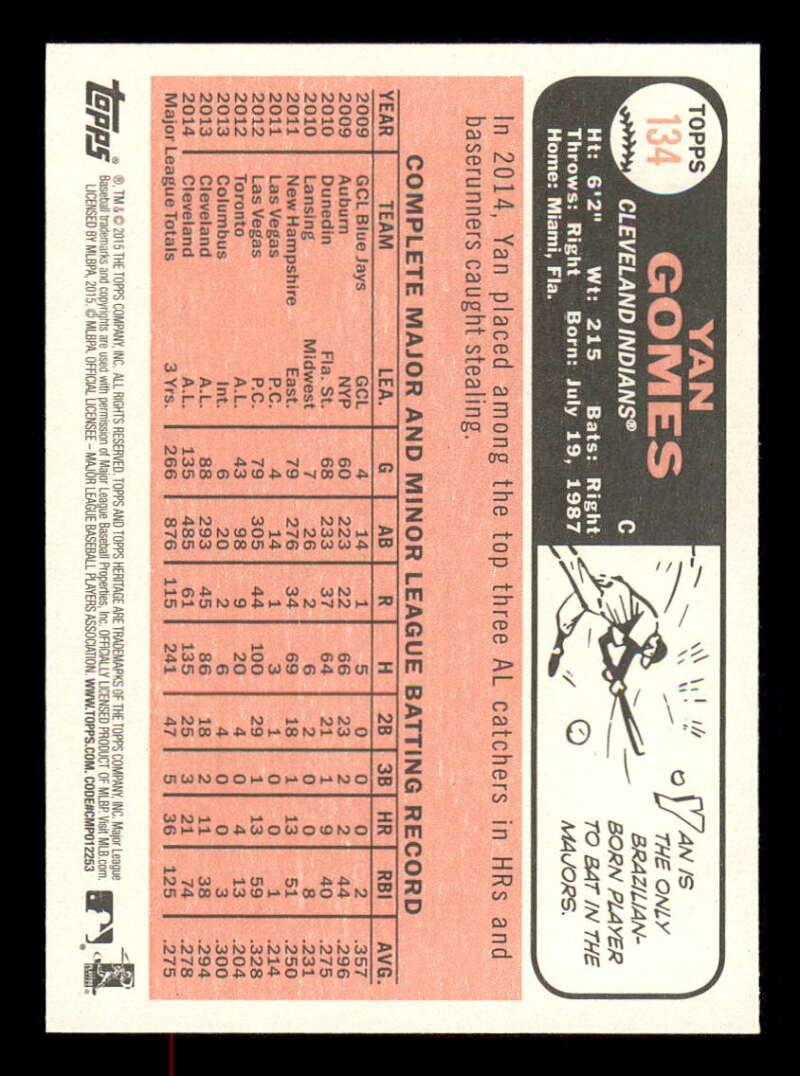 TOPPS
134
YAN
GOMES
CLEVELAND INDIANS® C
Ht: 6'2" Wt: 215 Bats: Right
Throws: Right Born: July 19, 1987
Home: Miami, Fla.
YAN IS
THE ONLY
BRAZILIAN-
BORN PLAYER
TO BAT IN THE
MAJORS.
In 2014, Yan placed among the top three AL catchers in HRs and
baserunners caught stealing.
COMPLETE MAJOR AND MINOR LEAGUE BATTING RECORD
YEAR TEAM LEA. G AB R H 2B 3B HR RBI AVG.
2009 GCL Blue Jays GCL 4 14 1 5 0 0 0 2 .357
2009 Auburn NYP 60 223 22 66 23 2 2 44 .296
2010 Dunedin Fla. St. 68 233 37 64 21 1 9 40 .275
2010 Lansing Midwest 7 26 2 6 2 0 0 8 .231
2011 New Hampshire East. 79 276 34 69 18 1 13 51 .250
2011 Las Vegas P.C. 4 14 1 3 1 0 0 1 .214
2012 Las Vegas P.C. 79 305 44 100 29 1 13 59 .328
2012 Toronto A.L. 43 98 9 20 4 0 4 13 .204
2013 Columbus Int. 6 20 2 6 4 0 0 3 .300
2013 Cleveland A.L. 88 293 45 86 18 2 11 38 .294
2014 Cleveland A.L. 135 485 61 135 25 3 21 74 .278
Major League Totals 3 Yrs. 266 876 115 241 47 5 36 125 .275
topps®
®, TM & © 2015 THE TOPPS COMPANY, INC. ALL RIGHTS RESERVED. TOPPS AND TOPPS HERITAGE ARE TRADEMARKS OF THE TOPPS COMPANY, INC. Major League
Baseball trademarks and copyrights are used with permission of Major League Baseball Properties, Inc. OFFICIALLY LICENSED PRODUCT OF MLBP. Visit MLB.com.
LICENSED BY MLBPA, 2015. © MLBPA. OFFICIAL LICENSEE – MAJOR LEAGUE BASEBALL PLAYERS ASSOCIATION. WWW.TOPPS.COM. CODE#CMP012253